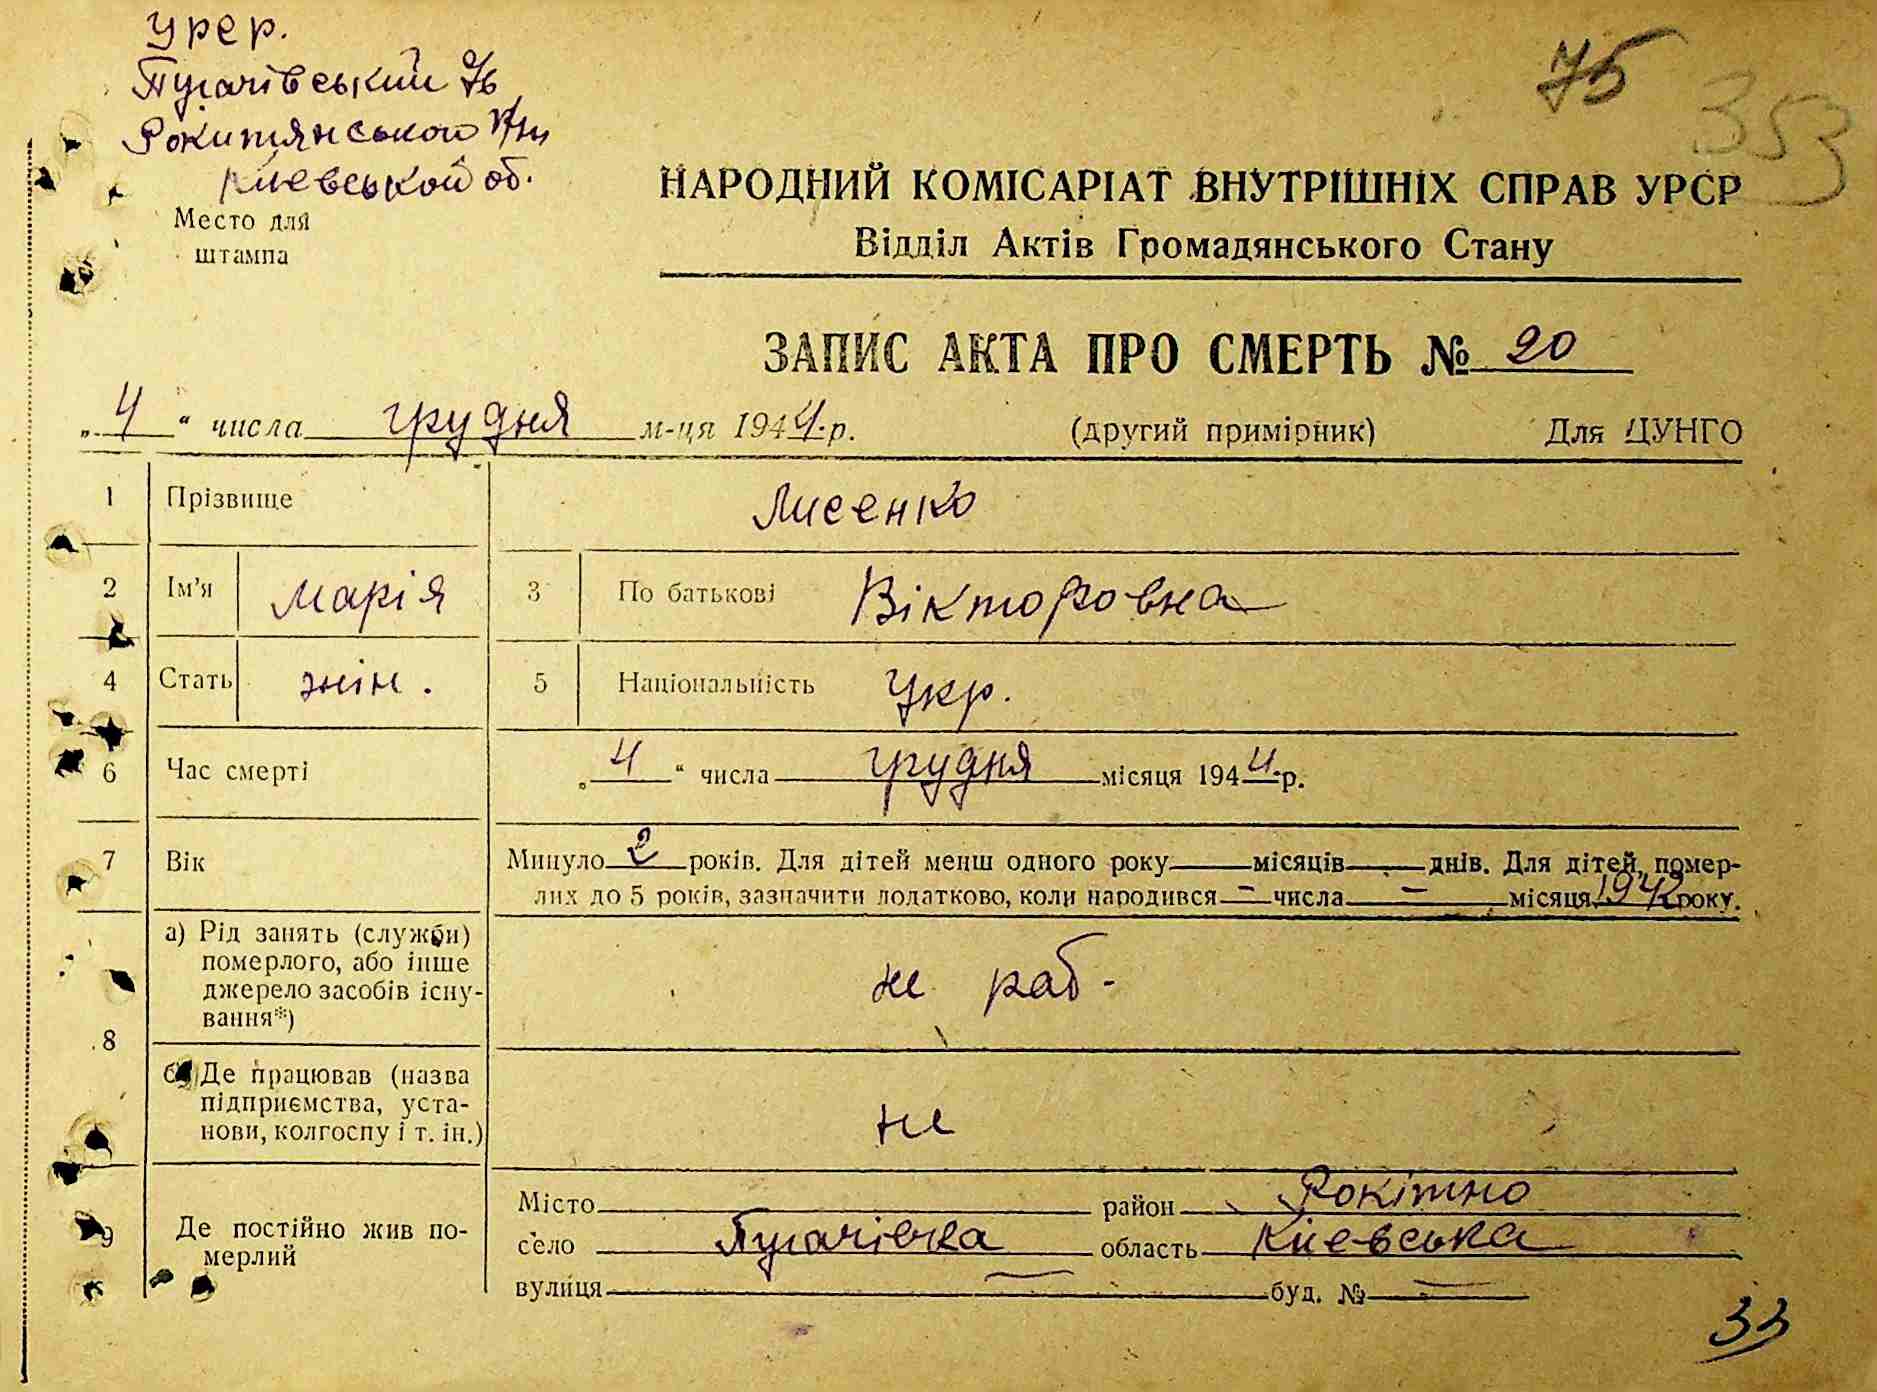 урер.
Пугачівський с/в
Рокитянського р/ну
Киевськой об.
75
353
Место для
штампа
НАРОДНИЙ КОМІСАРІАТ ВНУТРІШНІХ СПРАВ УРСР
Відділ Актів Громадянського Стану
ЗАПИС АКТА ПРО СМЕРТЬ № 20
„4“ числа грудня м-ця 1944 р. (другий примірник) Для ЦУНГО
1 Прізвище Лисенко
2 Ім’я Марія 3 По батькові Вікторовна
4 Стать жін. 5 Національність Укр.
6 Час смерті „4“ числа грудня місяця 1944 р.
7 Вік Минуло 2 років. Для дітей менш одного року — місяців — днів. Для дітей, помер-
лих до 5 років, зазначити додатково, коли народився — числа — місяця 1942 року.
8 а) Рід занять (служби)
померлого, або інше
джерело засобів існу-
вання*) не раб-
б) Де працював (назва
підприємства, уста-
нови, колгоспу і т. ін.) не
9 Де постійно жив по-
мерлий
Місто район Рокітно
село Пугачівка область Киевська
вулиця — буд. № —
33